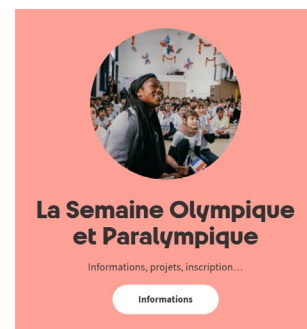 La Semaine Olympique
et Paralympique
Informations, projets, inscription…
Informations